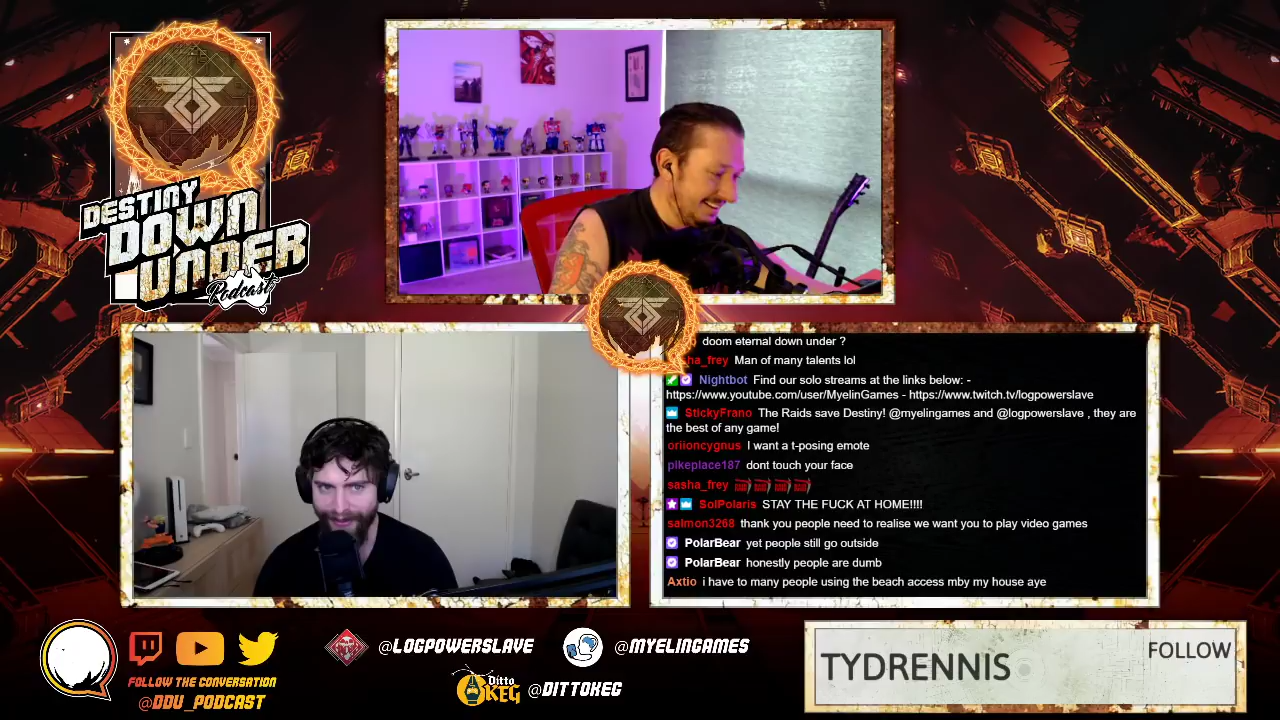 DESTINY
DOWN
UNDER
Podcast
doom eternal down under ?
sha_frey Man of many talents lol
Nightbot Find our solo streams at the links below: -
https://www.youtube.com/user/MyelinGames - https://www.twitch.tv/logpowerslave
StickyFrano The Raids save Destiny! @myelingames and @logpowerslave , they are
the best of any game!
oriioncygnus I want a t-posing emote
pikeplace187 dont touch your face
sasha_frey
SolPolaris STAY THE FUCK AT HOME!!!!
salmon3268 thank you people need to realise we want you to play video games
PolarBear yet people still go outside
PolarBear honestly people are dumb
Axtio i have to many people using the beach access mby my house aye
FOLLOW THE CONVERSATION
@DDU_PODCAST
@LOGPOWERSLAVE
@MYELINGAMES
Ditto
KEG
@DITTOKEG
TYDRENNIS
FOLLOW